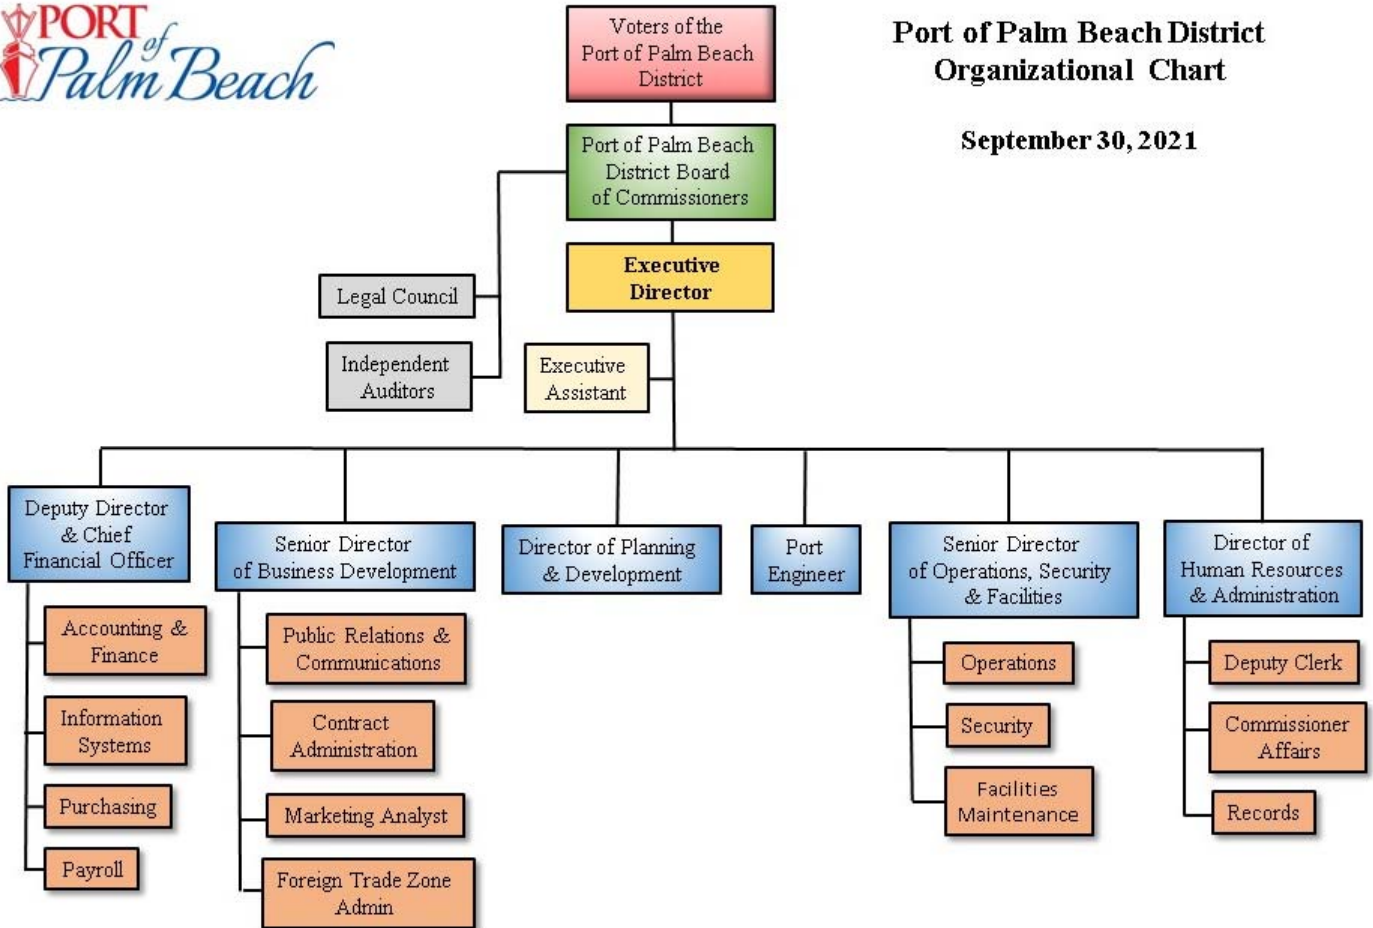 PORT
of
Palm Beach
Port of Palm Beach District
Organizational Chart
September 30, 2021
Voters of the
Port of Palm Beach
District
Port of Palm Beach
District Board
of Commissioners
Executive
Director
Legal Council
Independent
Auditors
Executive
Assistant
Deputy Director
& Chief
Financial Officer
Accounting &
Finance
Information
Systems
Purchasing
Payroll
Senior Director
of Business Development
Public Relations &
Communications
Contract
Administration
Marketing Analyst
Foreign Trade Zone
Admin
Director of Planning
& Development
Port
Engineer
Senior Director
of Operations, Security
& Facilities
Operations
Security
Facilities
Maintenance
Director of
Human Resources
& Administration
Deputy Clerk
Commissioner
Affairs
Records